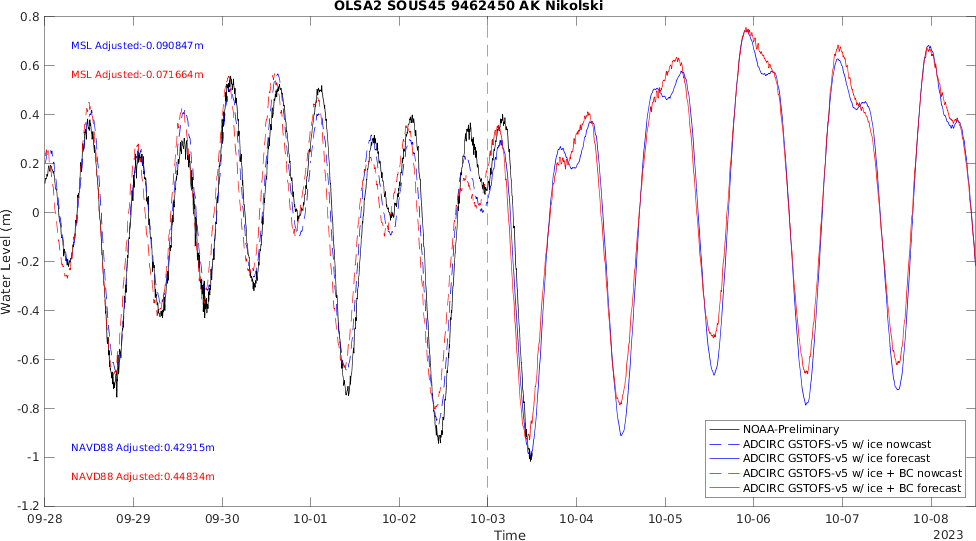 OLSA2 SOUS45 9462450 AK Nikolski
0.8
0.6
0.4
0.2
0
-0.2
-0.4
-0.6
-0.8
-1
-1.2
Water Level (m)
MSL Adjusted:-0.090847m
MSL Adjusted:-0.071664m
NAVD88 Adjusted:0.42915m
NAVD88 Adjusted:0.44834m
NOAA-Preliminary
ADCIRC GSTOFS-v5 w/ ice nowcast
ADCIRC GSTOFS-v5 w/ ice forecast
ADCIRC GSTOFS-v5 w/ ice + BC nowcast
ADCIRC GSTOFS-v5 w/ ice + BC forecast
09-28 09-29 09-30 10-01 10-02 10-03 10-04 10-05 10-06 10-07 10-08
Time
2023